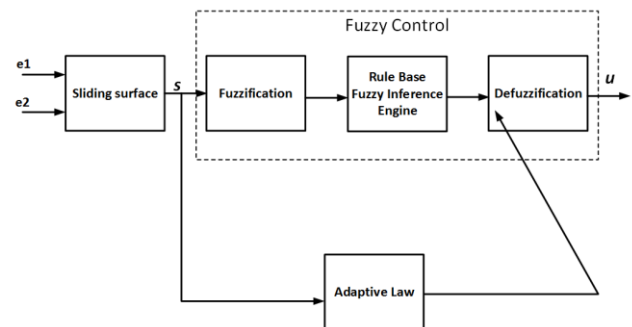 Fuzzy Control
e1
e2
Sliding surface
s
Fuzzification
Rule Base
Fuzzy Inference
Engine
Defuzzification
u
Adaptive Law